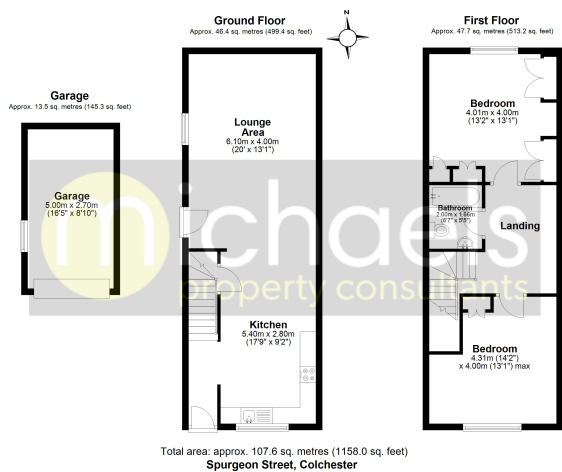 Ground Floor
Approx. 46.4 sq. metres (499.4 sq. feet)
First Floor
Approx. 47.7 sq. metres (513.2 sq. feet)
Garage
Approx. 13.5 sq. metres (145.3 sq. feet)
Lounge
Area
6.10m x 4.00m
(20' x 13'1")
Bedroom
4.01m x 4.00m
(13'2" x 13'1")
Garage
5.00m x 2.70m
(16'5" x 8'10")
Bathroom
2.00m x 1.66m
(6'7" x 5'5")
Landing
michaels
property consultants
Kitchen
5.40m x 2.80m
(17'9" x 9'2")
Bedroom
4.31m (14'2")
x 4.00m (13'1") max
Total area: approx. 107.6 sq. metres (1158.0 sq. feet)
Spurgeon Street, Colchester